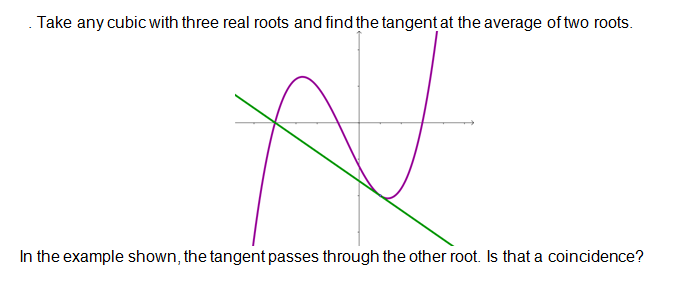 . Take any cubic with three real roots and find the tangent at the average of two roots.
In the example shown, the tangent passes through the other root. Is that a coincidence?